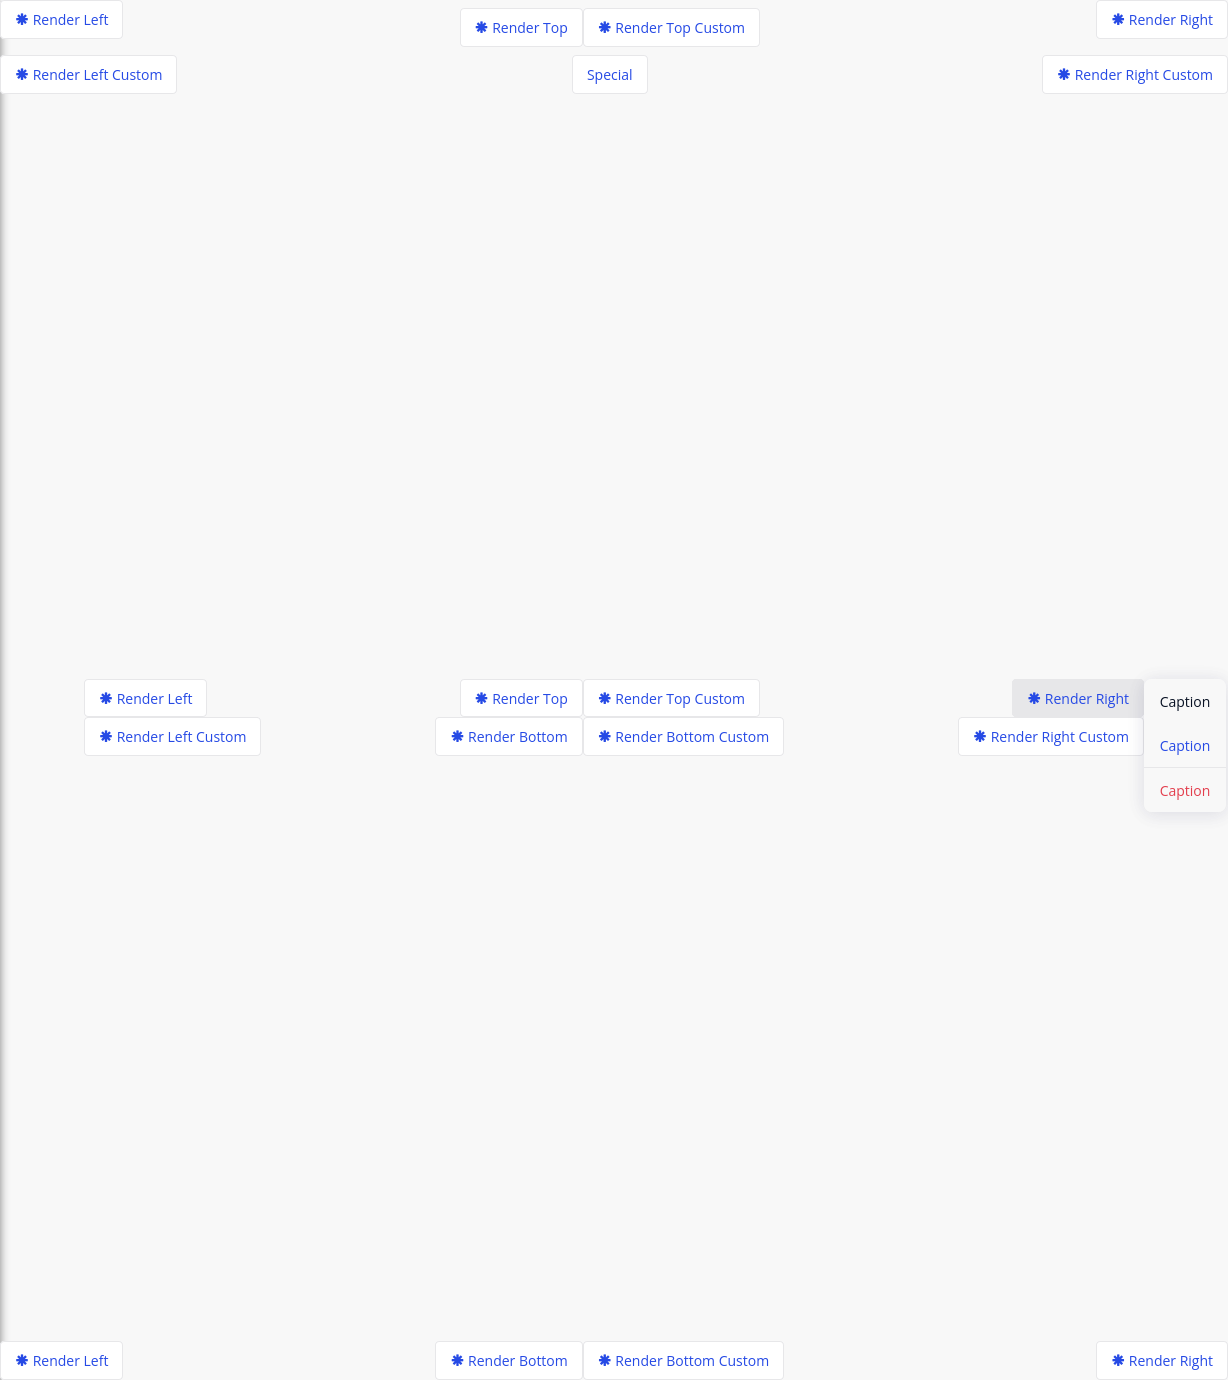 Render Left
Render Top
Render Top Custom
Render Right
Render Left Custom
Special
Render Right Custom
Render Left
Render Top
Render Top Custom
Render Right
Caption
Render Left Custom
Render Bottom
Render Bottom Custom
Render Right Custom
Caption
Caption
Render Left
Render Bottom
Render Bottom Custom
Render Right